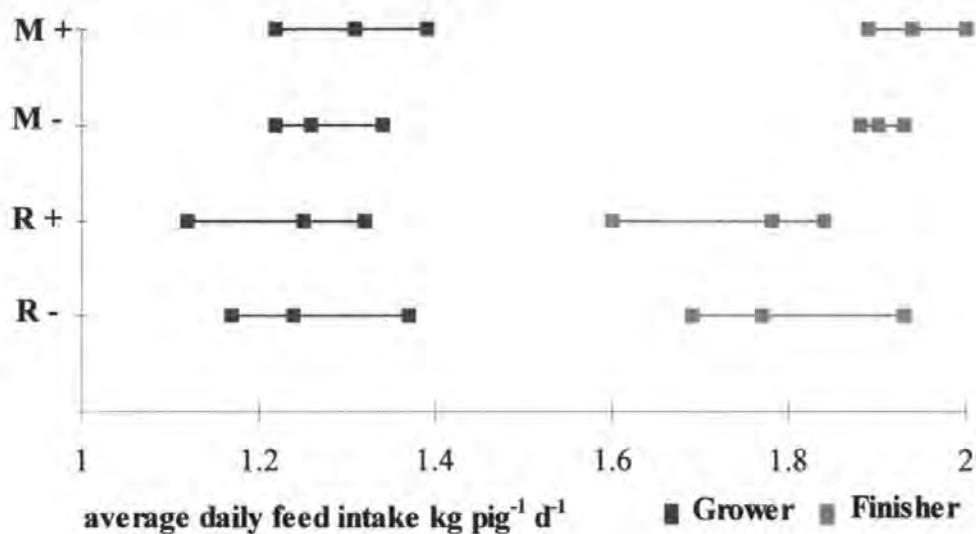 M +
M -
R +
R -
1 1.2 1.4 1.6 1.8 2
average daily feed intake kg pig⁻¹ d⁻¹ Grower Finisher